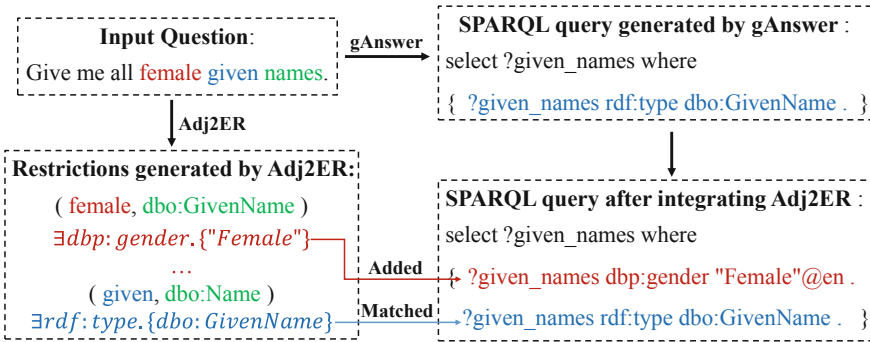 Input Question:
Give me all female given names.
gAnswer
SPARQL query generated by gAnswer :
select ?given_names where
{ ?given_names rdf:type dbo:GivenName . }
Adj2ER
Restrictions generated by Adj2ER:
( female, dbo:GivenName )
∃dbp: gender. {"Female"}
...
( given, dbo:Name )
∃rdf: type. {dbo: GivenName}
Added
Matched
SPARQL query after integrating Adj2ER :
select ?given_names where
{ ?given_names dbp:gender "Female"@en .
?given_names rdf:type dbo:GivenName . }